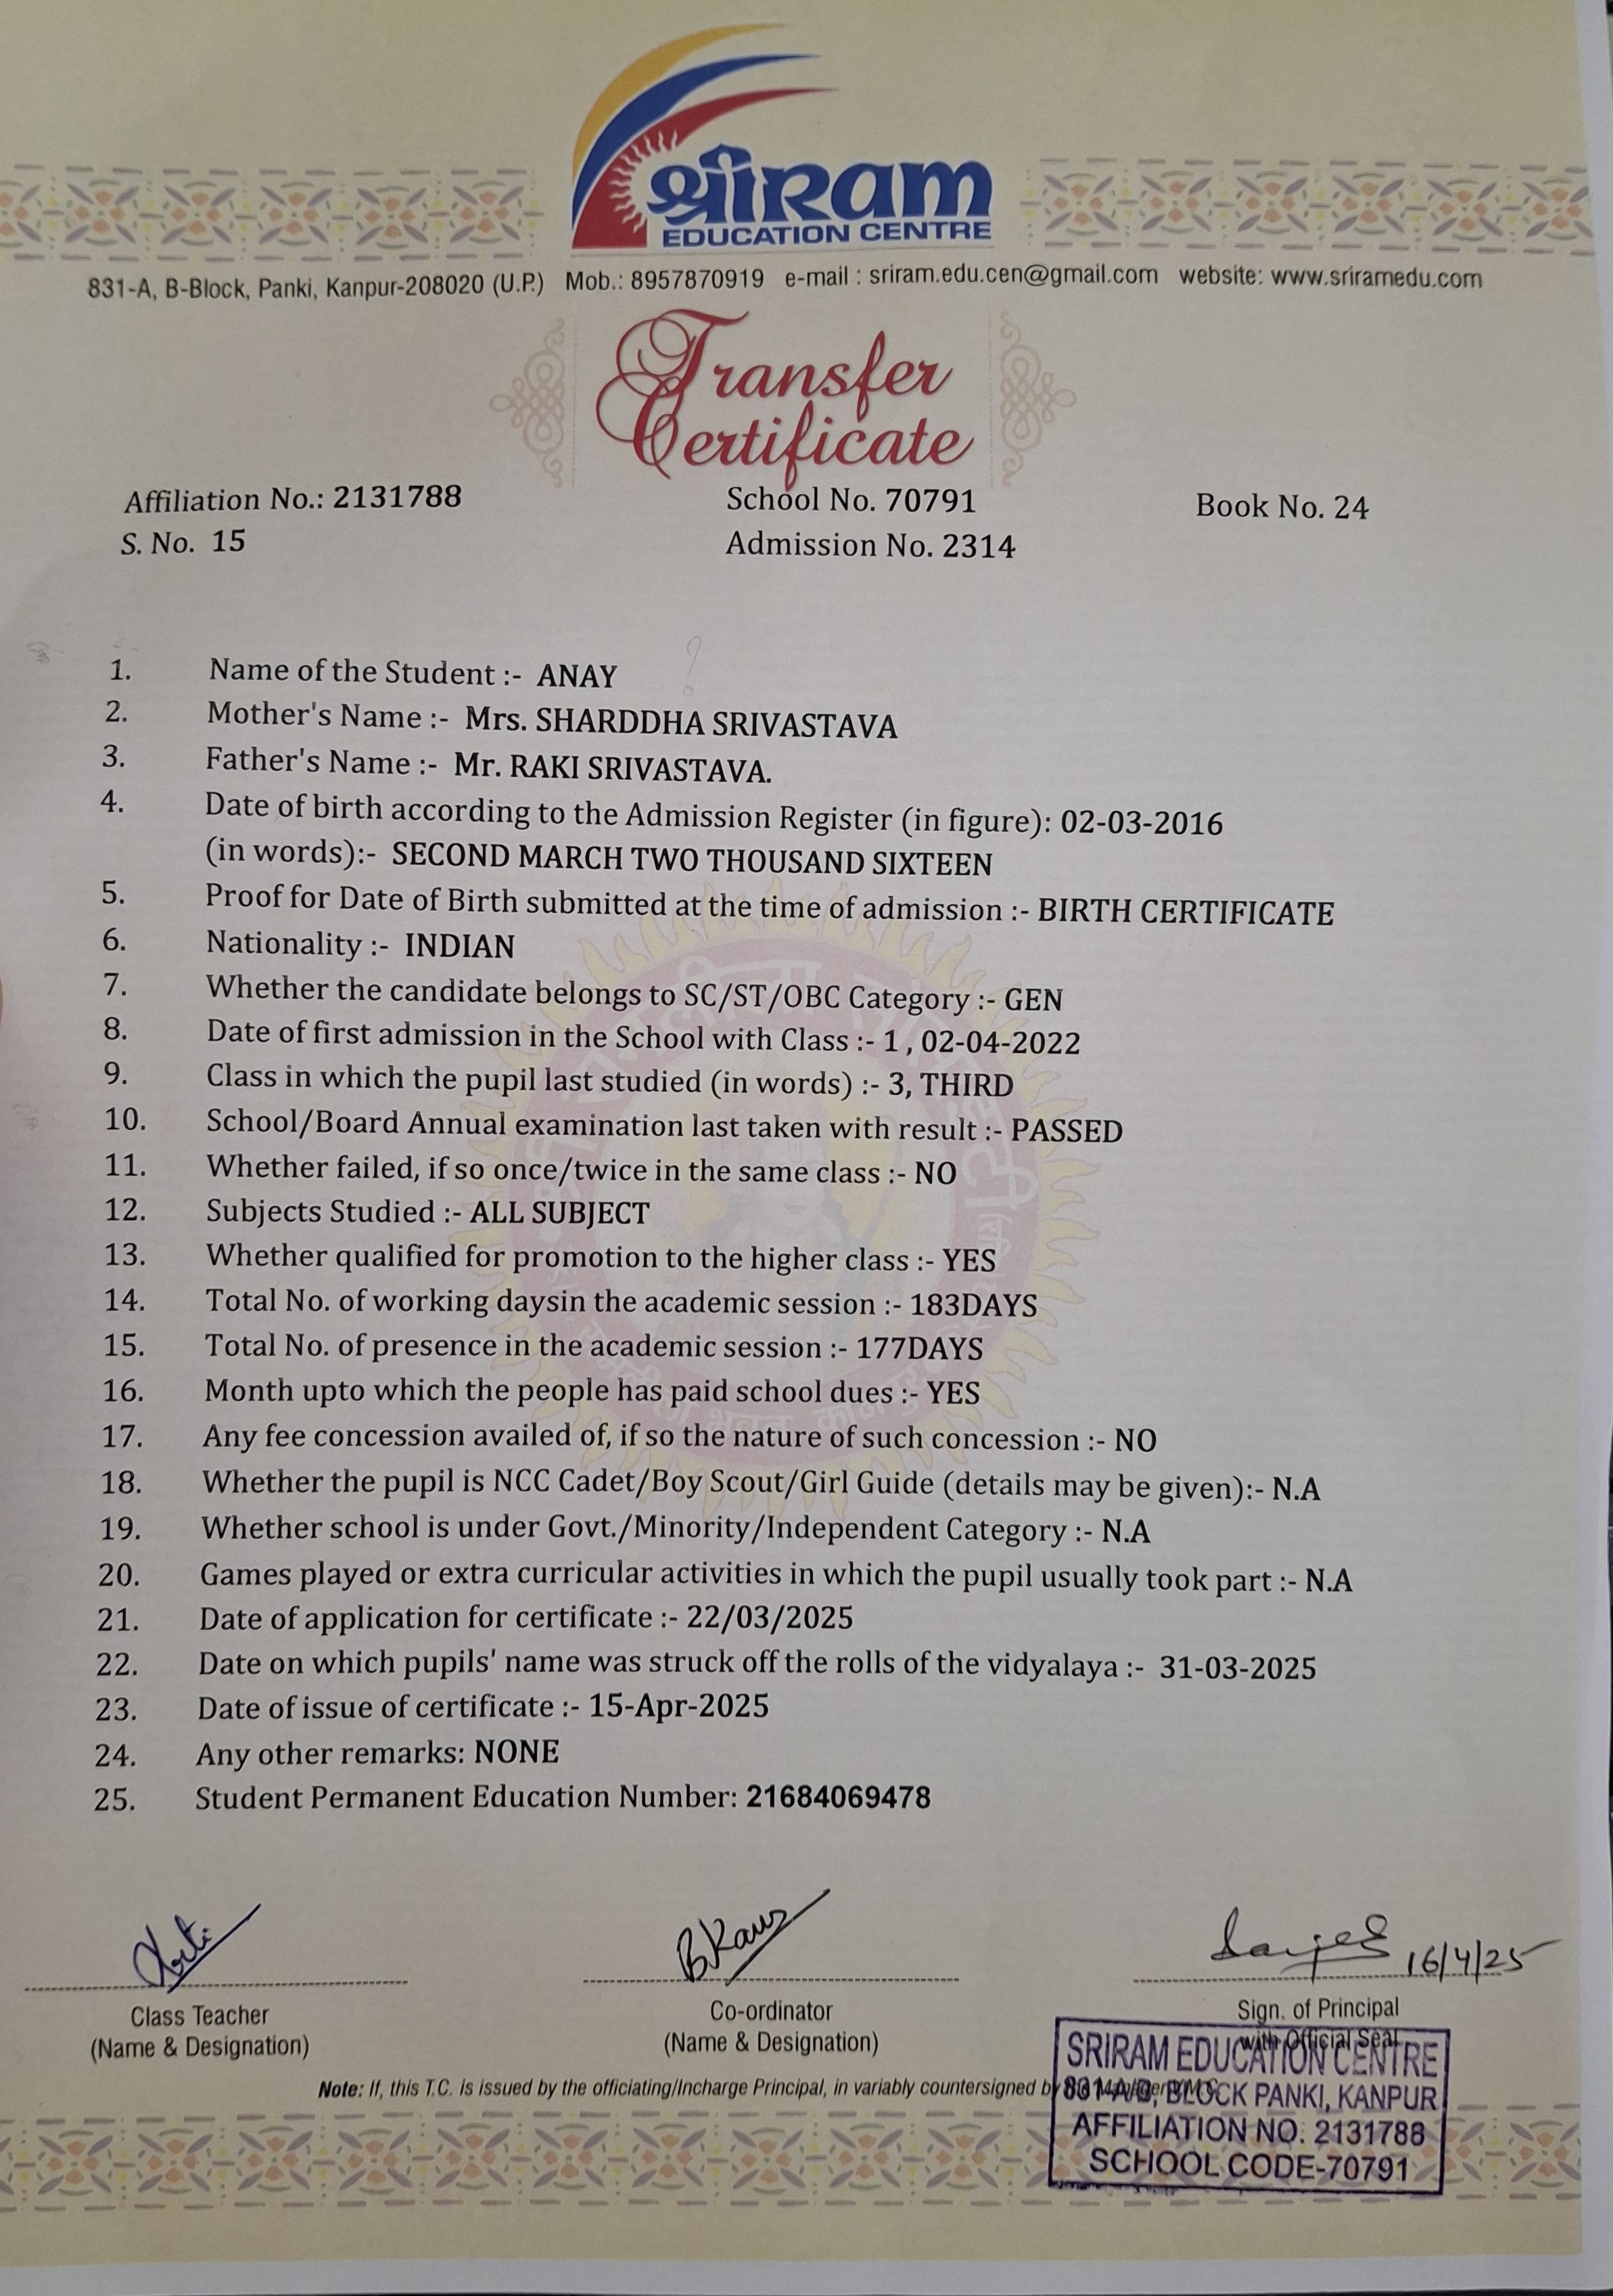 श्रीराम
EDUCATION CENTRE
831-A, B-Block, Panki, Kanpur-208020 (U.P.) Mob.: 8957870919 e-mail : sriram.edu.cen@gmail.com website: www.sriramedu.com
Transfer
Certificate
Affiliation No.: 2131788 School No. 70791 Book No. 24
S. No. 15 Admission No. 2314
?
1. Name of the Student :- ANAY
2. Mother's Name :- Mrs. SHARDDHA SRIVASTAVA
3. Father's Name :- Mr. RAKI SRIVASTAVA.
4. Date of birth according to the Admission Register (in figure): 02-03-2016
(in words):- SECOND MARCH TWO THOUSAND SIXTEEN
5. Proof for Date of Birth submitted at the time of admission :- BIRTH CERTIFICATE
6. Nationality :- INDIAN
7. Whether the candidate belongs to SC/ST/OBC Category :- GEN
8. Date of first admission in the School with Class :- 1 , 02-04-2022
9. Class in which the pupil last studied (in words) :- 3, THIRD
10. School/Board Annual examination last taken with result :- PASSED
11. Whether failed, if so once/twice in the same class :- NO
12. Subjects Studied :- ALL SUBJECT
13. Whether qualified for promotion to the higher class :- YES
14. Total No. of working daysin the academic session :- 183DAYS
15. Total No. of presence in the academic session :- 177DAYS
16. Month upto which the people has paid school dues :- YES
17. Any fee concession availed of, if so the nature of such concession :- NO
18. Whether the pupil is NCC Cadet/Boy Scout/Girl Guide (details may be given):- N.A
19. Whether school is under Govt./Minority/Independent Category :- N.A
20. Games played or extra curricular activities in which the pupil usually took part :- N.A
21. Date of application for certificate :- 22/03/2025
22. Date on which pupils' name was struck off the rolls of the vidyalaya :- 31-03-2025
23. Date of issue of certificate :- 15-Apr-2025
24. Any other remarks: NONE
25. Student Permanent Education Number: 21684069478
BKaur 16/4/25
Class Teacher Co-ordinator Sign. of Principal
(Name & Designation) (Name & Designation) with Official Seal
Note: If, this T.C. is issued by the officiating/Incharge Principal, in variably countersigned by
SRIRAM EDUCATION CENTRE
831-A, B, BLOCK PANKI, KANPUR
AFFILIATION NO. 2131788
SCHOOL CODE-70791